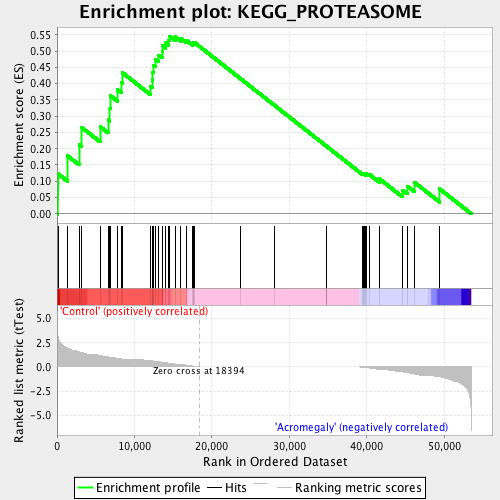 Enrichment plot: KEGG_PROTEASOME
Enrichment score (ES)
0.55
0.50
0.45
0.40
0.35
0.30
0.25
0.20
0.15
0.10
0.05
0.00
'Control' (positively correlated)
Ranked list metric (tTest)
5.0
2.5
0.0
-2.5
-5.0
Zero cross at 18394
'Acromegaly' (negatively correlated)
0 10,000 20,000 30,000 40,000 50,000
Rank in Ordered Dataset
Enrichment profile Hits Ranking metric scores